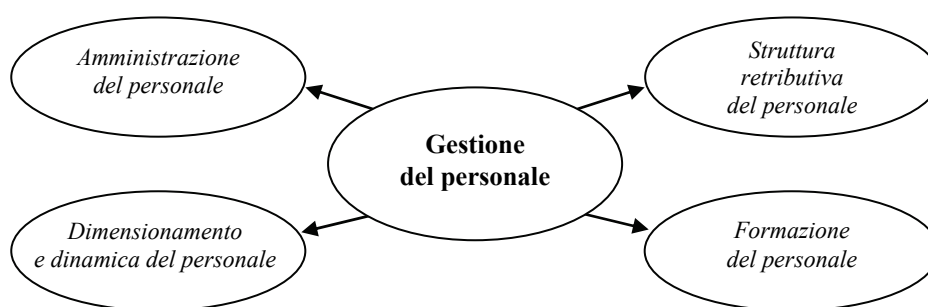 Amministrazione
del personale
Struttura
retributiva
del personale
Gestione
del personale
Dimensionamento
e dinamica del personale
Formazione
del personale